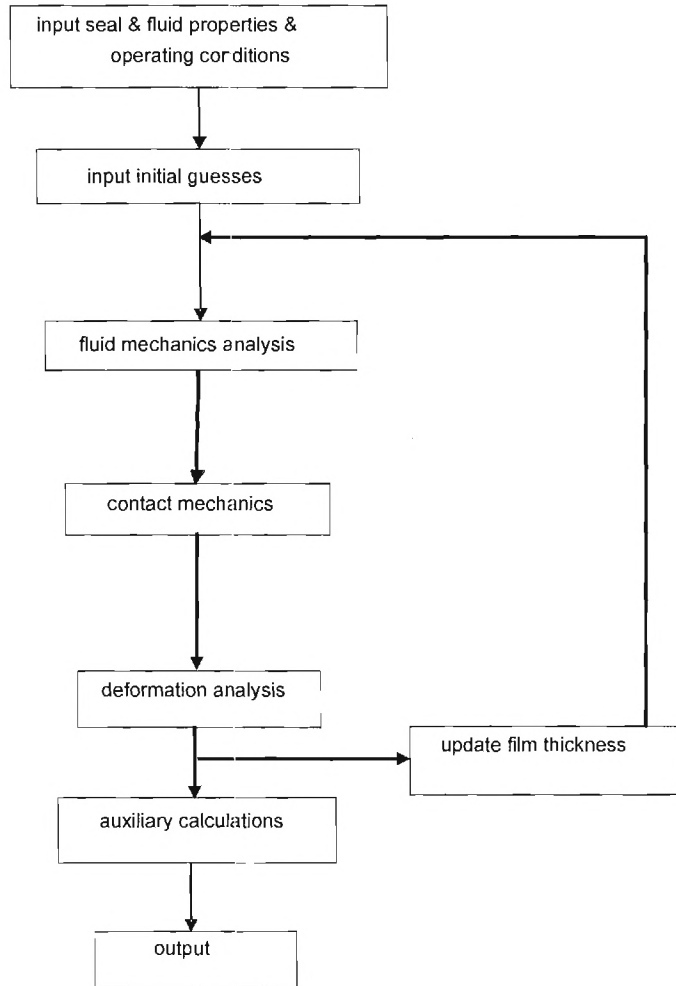 input seal & fluid properties &
operating conditions
input initial guesses
fluid mechanics analysis
contact mechanics
deformation analysis
update film thickness
auxiliary calculations
output